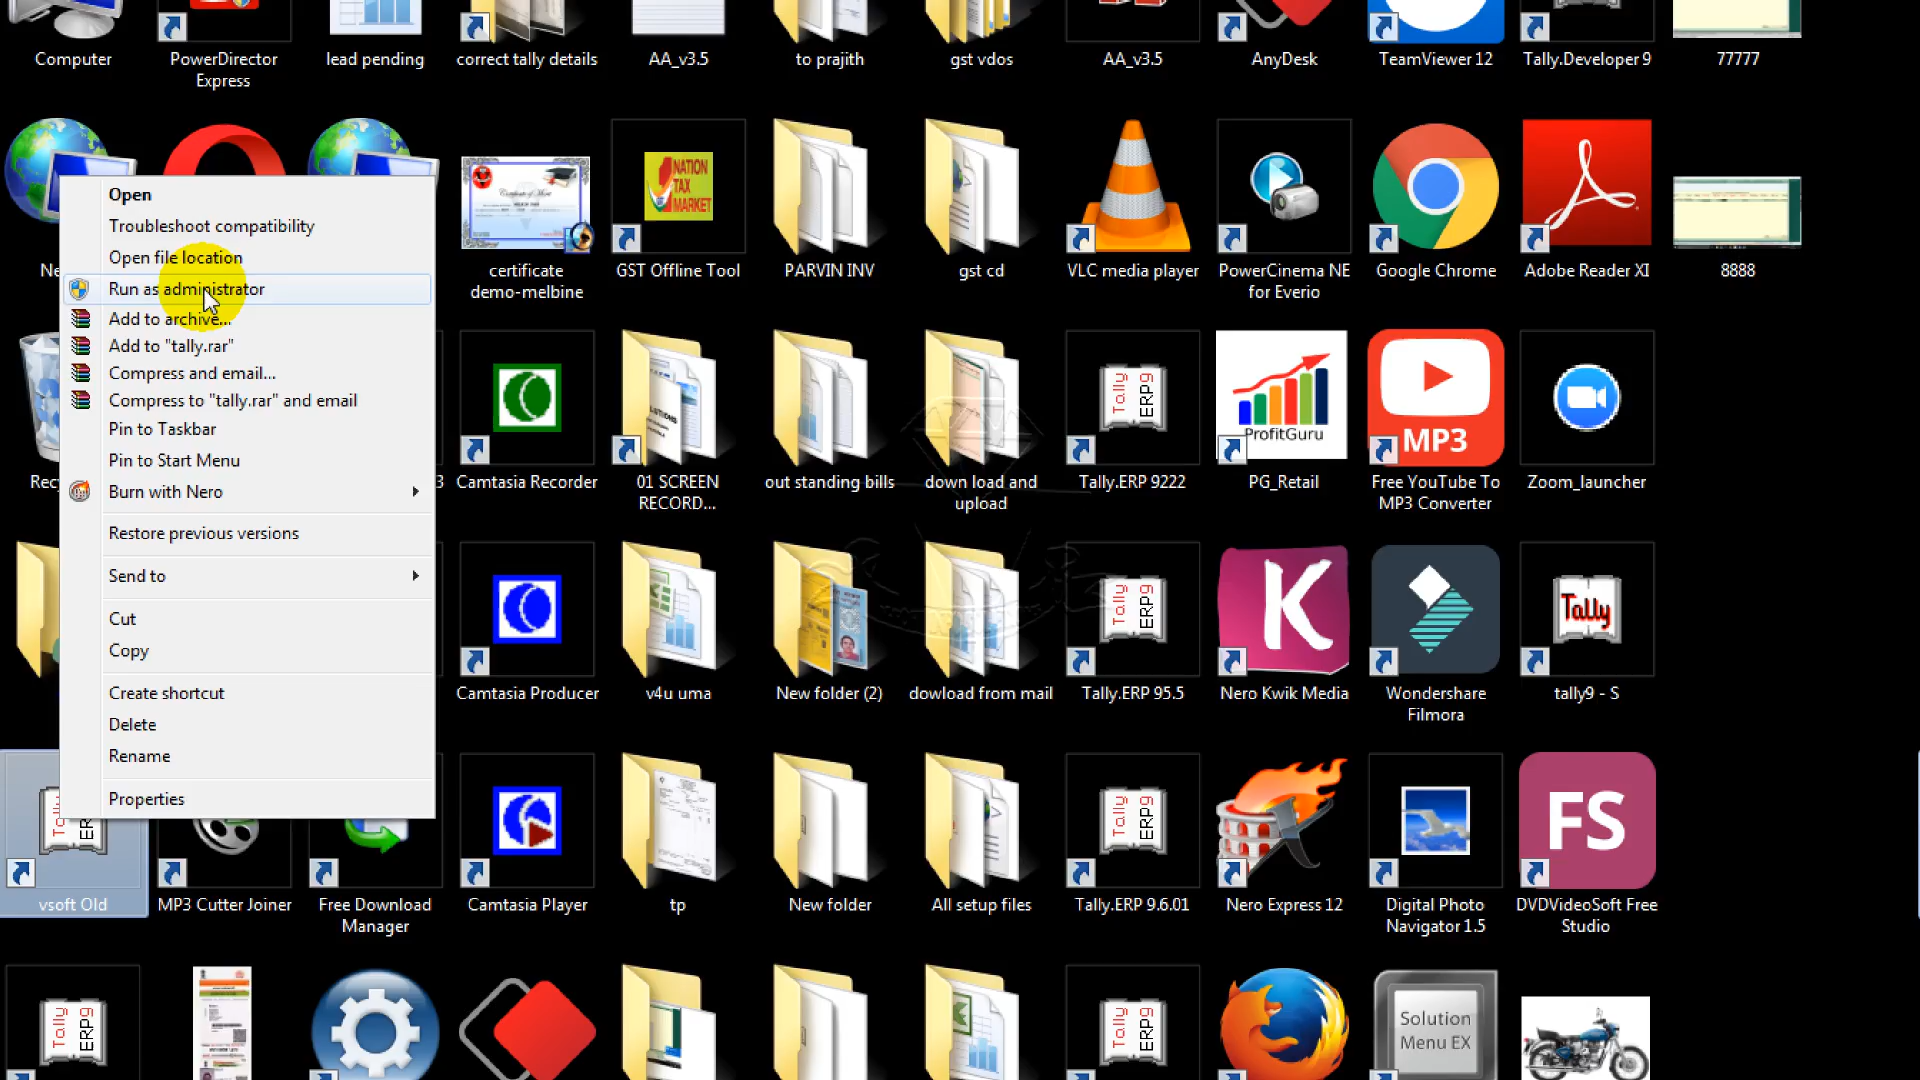 Computer
PowerDirector
Express
lead pending
correct tally details
AA_v3.5
to prajith
gst vdos
AA_v3.5
AnyDesk
TeamViewer 12
Tally.Developer 9
77777
Open
Troubleshoot compatibility
Open file location
Run as administrator
Add to archive...
Add to "tally.rar"
Compress and email...
Compress to "tally.rar" and email
Pin to Taskbar
Pin to Start Menu
Burn with Nero
Restore previous versions
Send to
Cut
Copy
Create shortcut
Delete
Rename
Properties
NATION
TAX
MARKET
certificate
demo-melbine
GST Offline Tool
PARVIN INV
gst cd
VLC media player
PowerCinema NE
for Everio
Google Chrome
Adobe Reader XI
8888
Tally
ERP9
ProfitGuru
MP3
3
Camtasia Recorder
01 SCREEN
RECORD...
out standing bills
down load and
upload
Tally.ERP 9222
PG_Retail
Free YouTube To
MP3 Converter
Zoom_launcher
Tally
ERP9
K
Tally
Camtasia Producer
v4u uma
New folder (2)
dowload from mail
Tally.ERP 95.5
Nero Kwik Media
Wondershare
Filmora
tally9 - S
Tally
ERP9
FS
vsoft Old
MP3 Cutter Joiner
Free Download
Manager
Camtasia Player
tp
New folder
All setup files
Tally.ERP 9.6.01
Nero Express 12
Digital Photo
Navigator 1.5
DVDVideoSoft Free
Studio
Tally
ERP9
Tally
ERP9
Solution
Menu EX